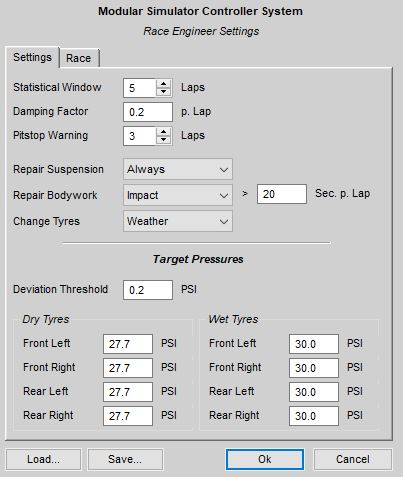 Modular Simulator Controller System
Race Engineer Settings
Settings Race
Statistical Window 5 Laps
Damping Factor 0.2 p. Lap
Pitstop Warning 3 Laps
Repair Suspension Always
Repair Bodywork Impact > 20 Sec. p. Lap
Change Tyres Weather
Target Pressures
Deviation Threshold 0.2 PSI
Dry Tyres Wet Tyres
Front Left 27.7 PSI Front Left 30.0 PSI
Front Right 27.7 PSI Front Right 30.0 PSI
Rear Left 27.7 PSI Rear Left 30.0 PSI
Rear Right 27.7 PSI Rear Right 30.0 PSI
Load... Save... Ok Cancel